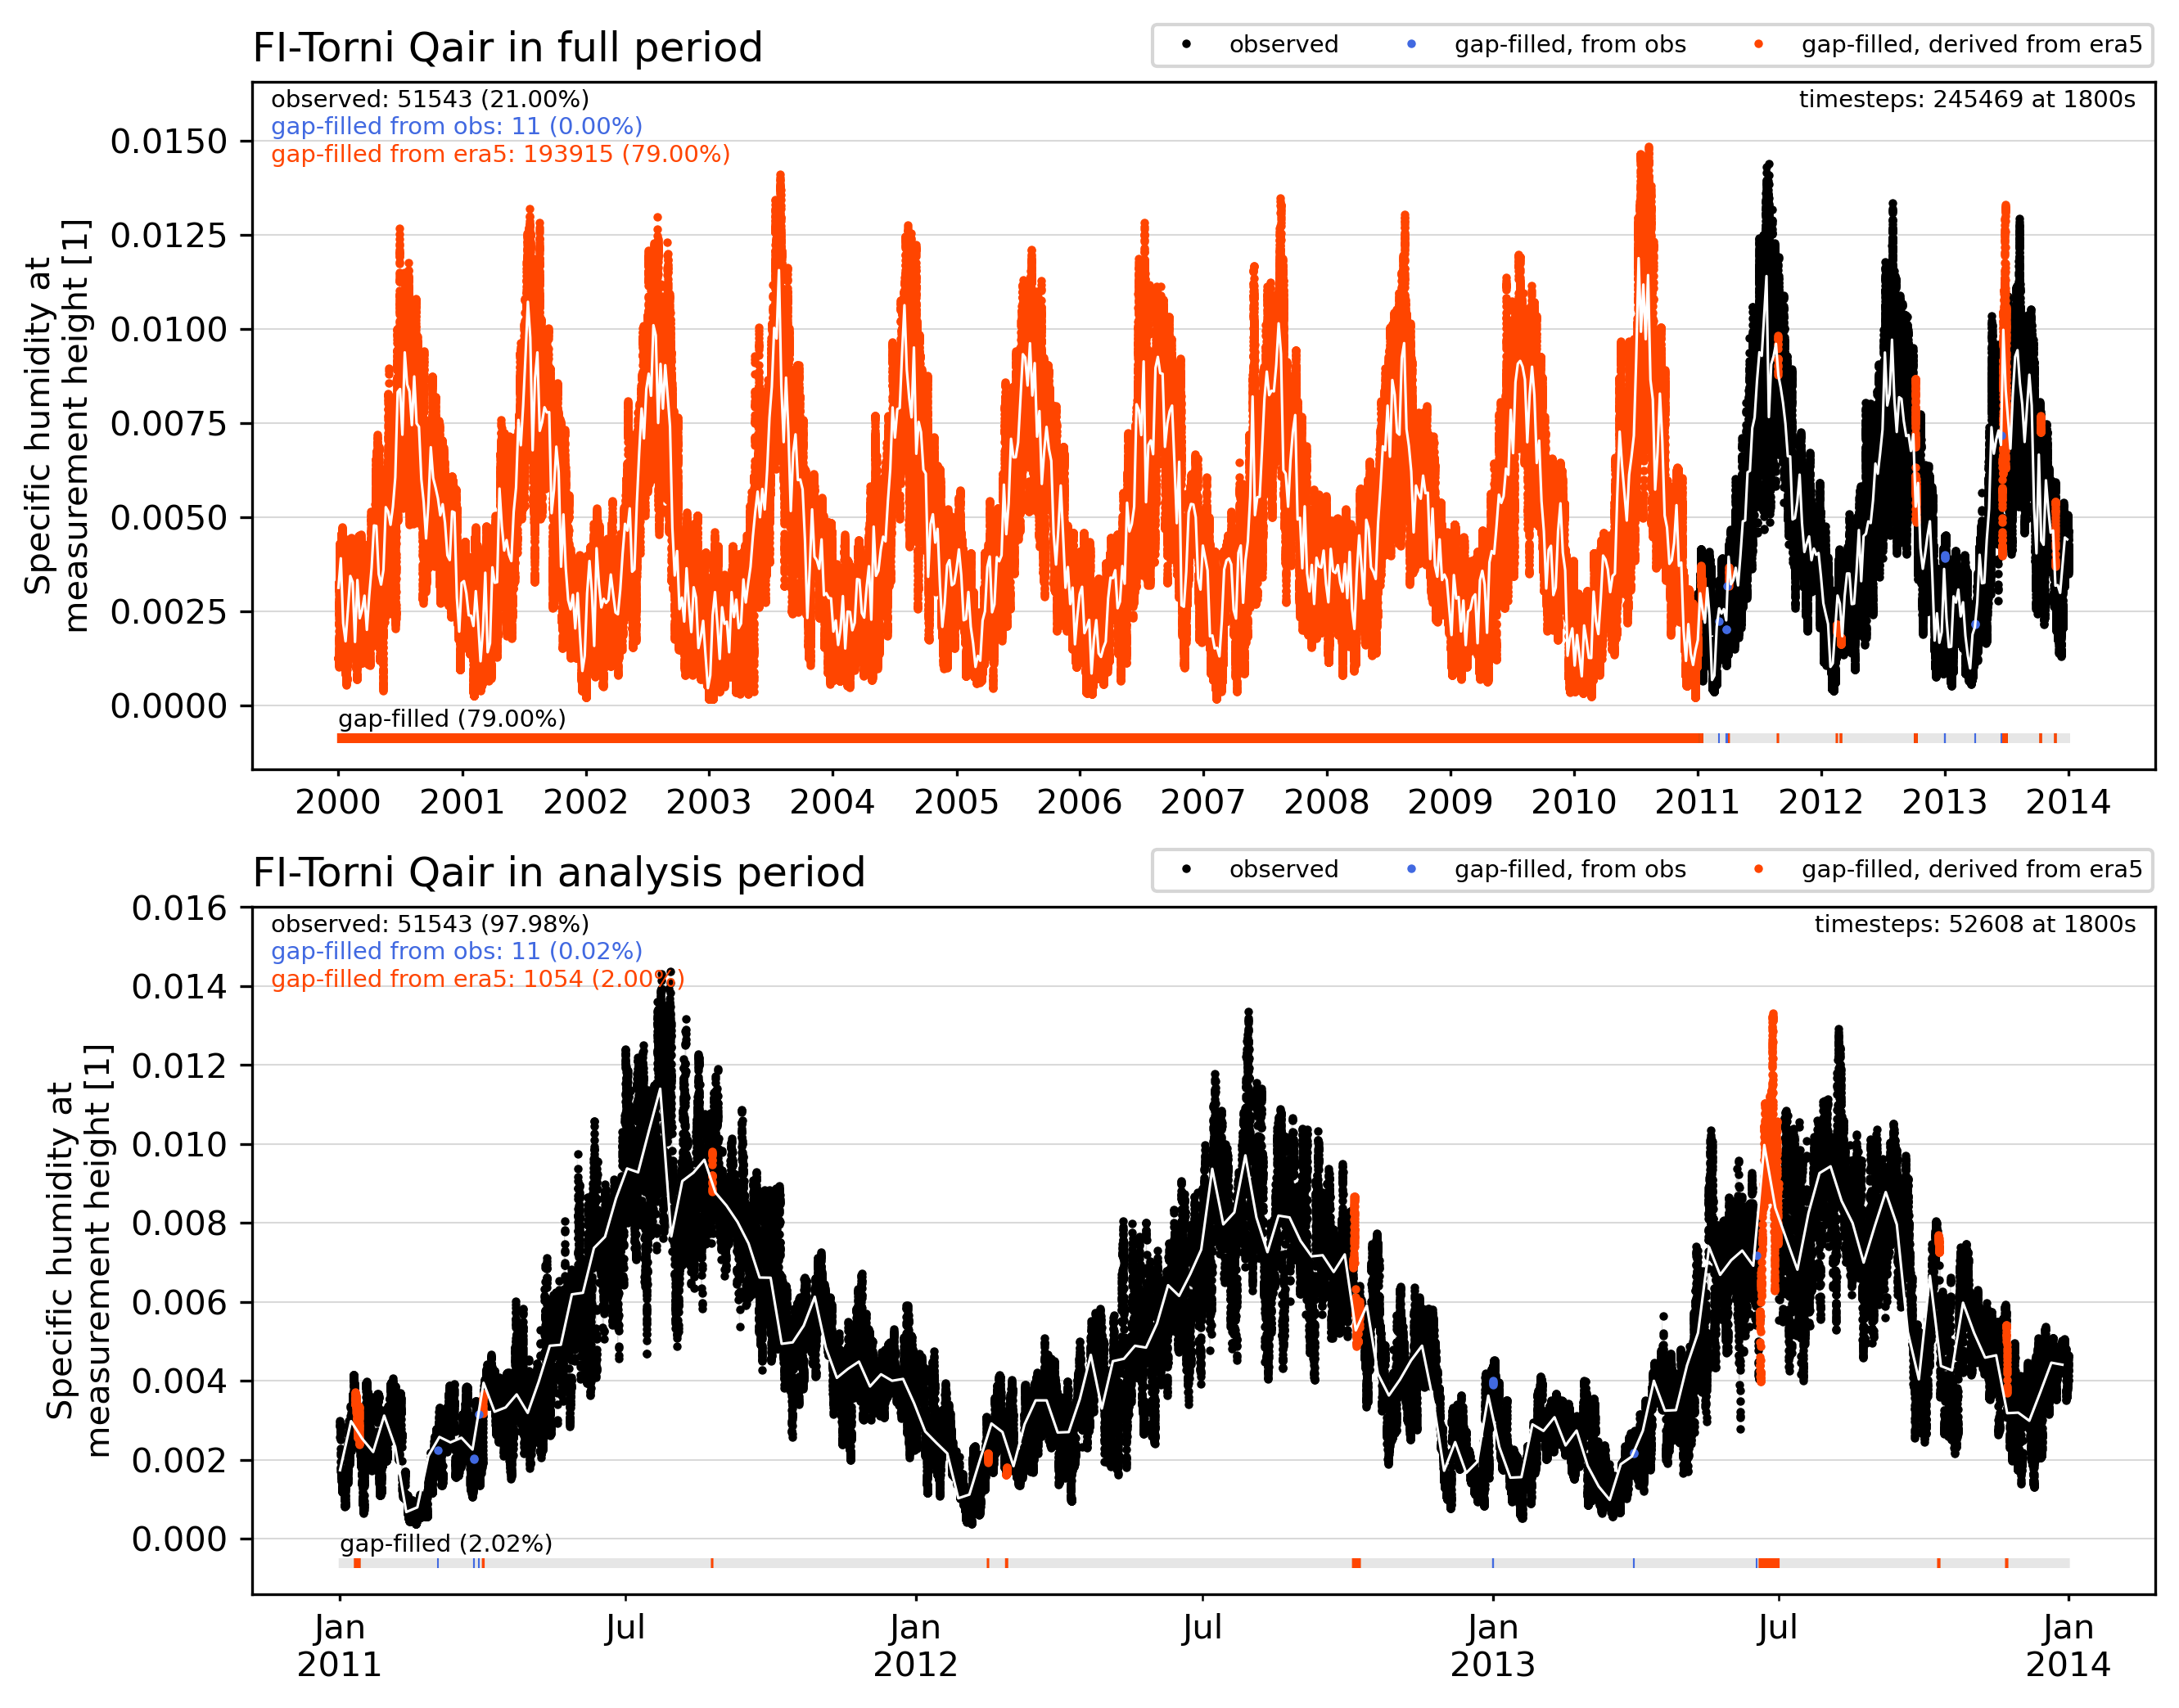 FI-Torni Qair in full period
observed
gap-filled, from obs
gap-filled, derived from era5
observed: 51543 (21.00%)
gap-filled from obs: 11 (0.00%)
gap-filled from era5: 193915 (79.00%)
timesteps: 245469 at 1800s
Specific humidity at
measurement height [1]
0.0150
0.0125
0.0100
0.0075
0.0050
0.0025
0.0000
gap-filled (79.00%)
2000 2001 2002 2003 2004 2005 2006 2007 2008 2009 2010 2011 2012 2013 2014
FI-Torni Qair in analysis period
observed
gap-filled, from obs
gap-filled, derived from era5
observed: 51543 (97.98%)
gap-filled from obs: 11 (0.02%)
gap-filled from era5: 1054 (2.00%)
timesteps: 52608 at 1800s
Specific humidity at
measurement height [1]
0.016
0.014
0.012
0.010
0.008
0.006
0.004
0.002
0.000
gap-filled (2.02%)
Jan Jul Jan Jul Jan Jul Jan
2011 2012 2013 2014